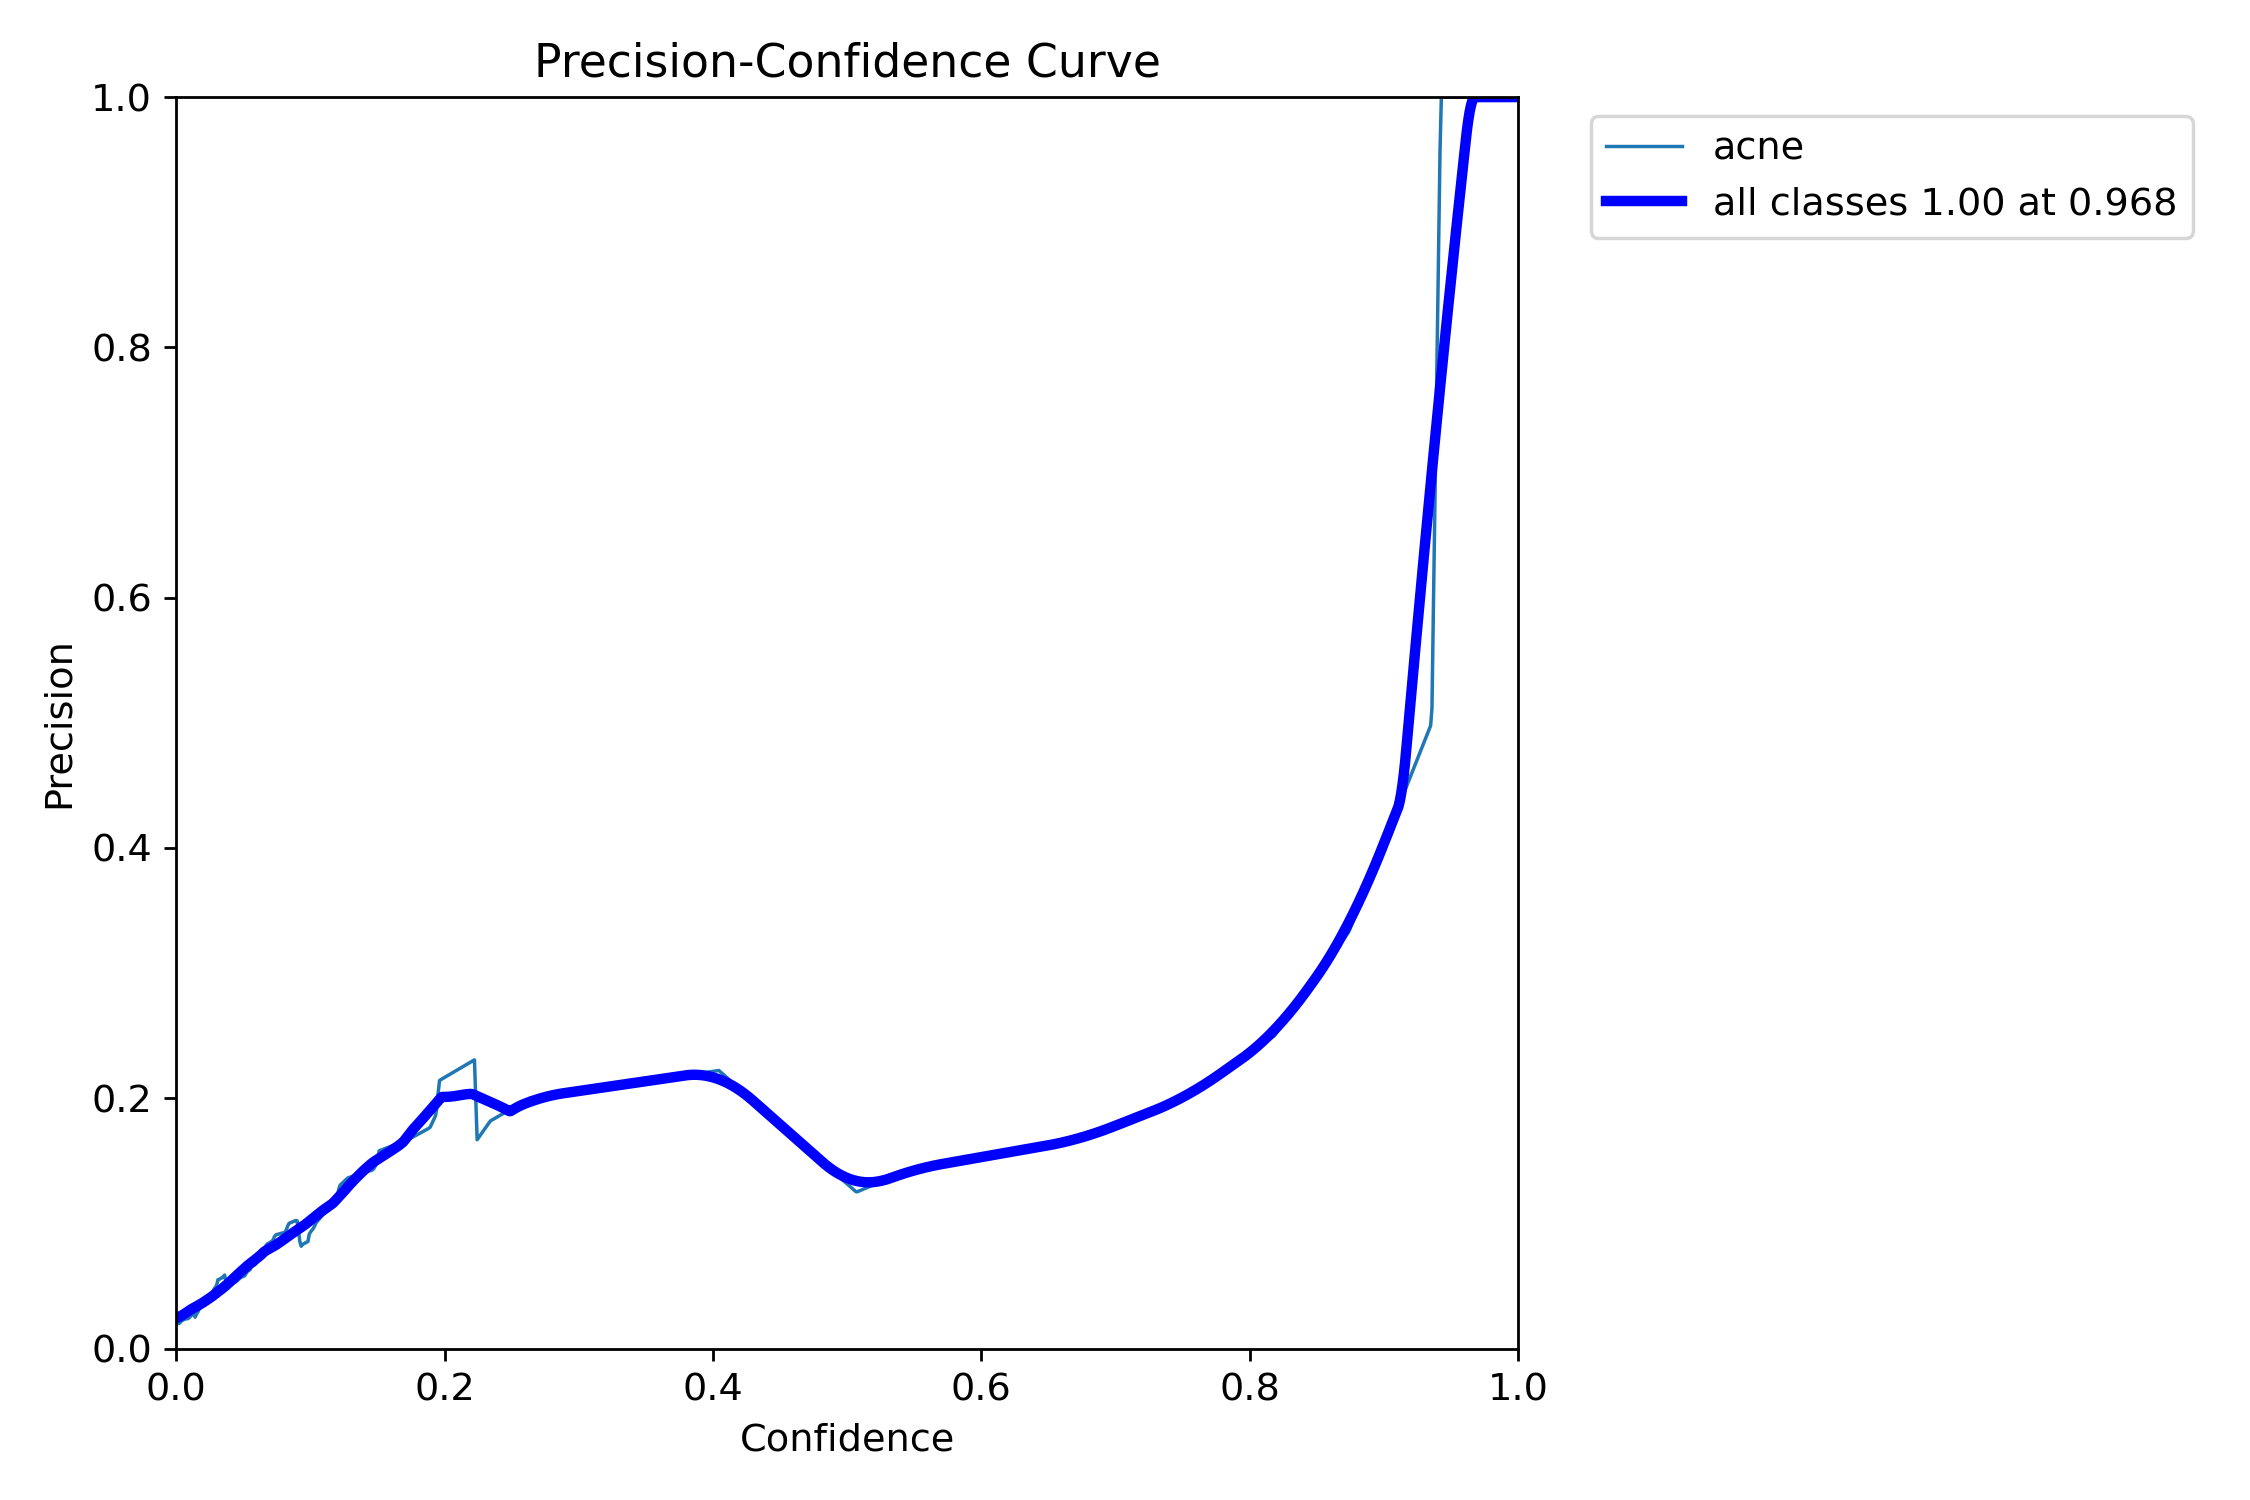 Precision-Confidence Curve
1.0
0.8
0.6
0.4
0.2
0.0
Precision
0.0 0.2 0.4 0.6 0.8 1.0
Confidence
acne
all classes 1.00 at 0.968